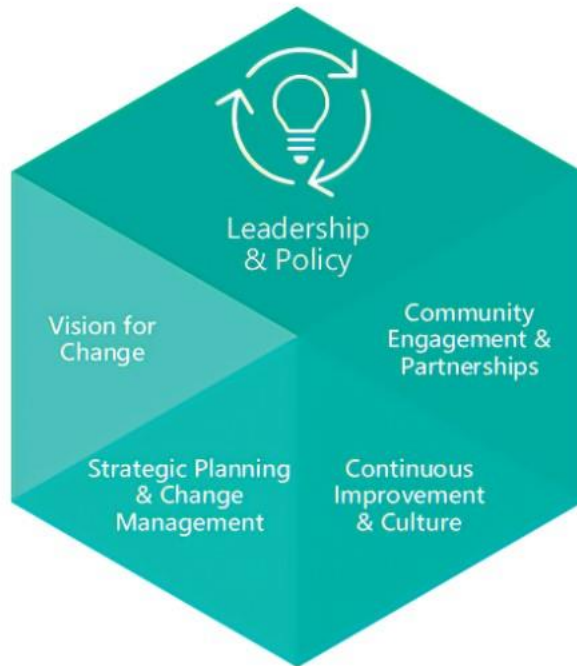 Leadership
& Policy
Vision for
Change
Community
Engagement &
Partnerships
Strategic Planning
& Change
Management
Continuous
Improvement
& Culture